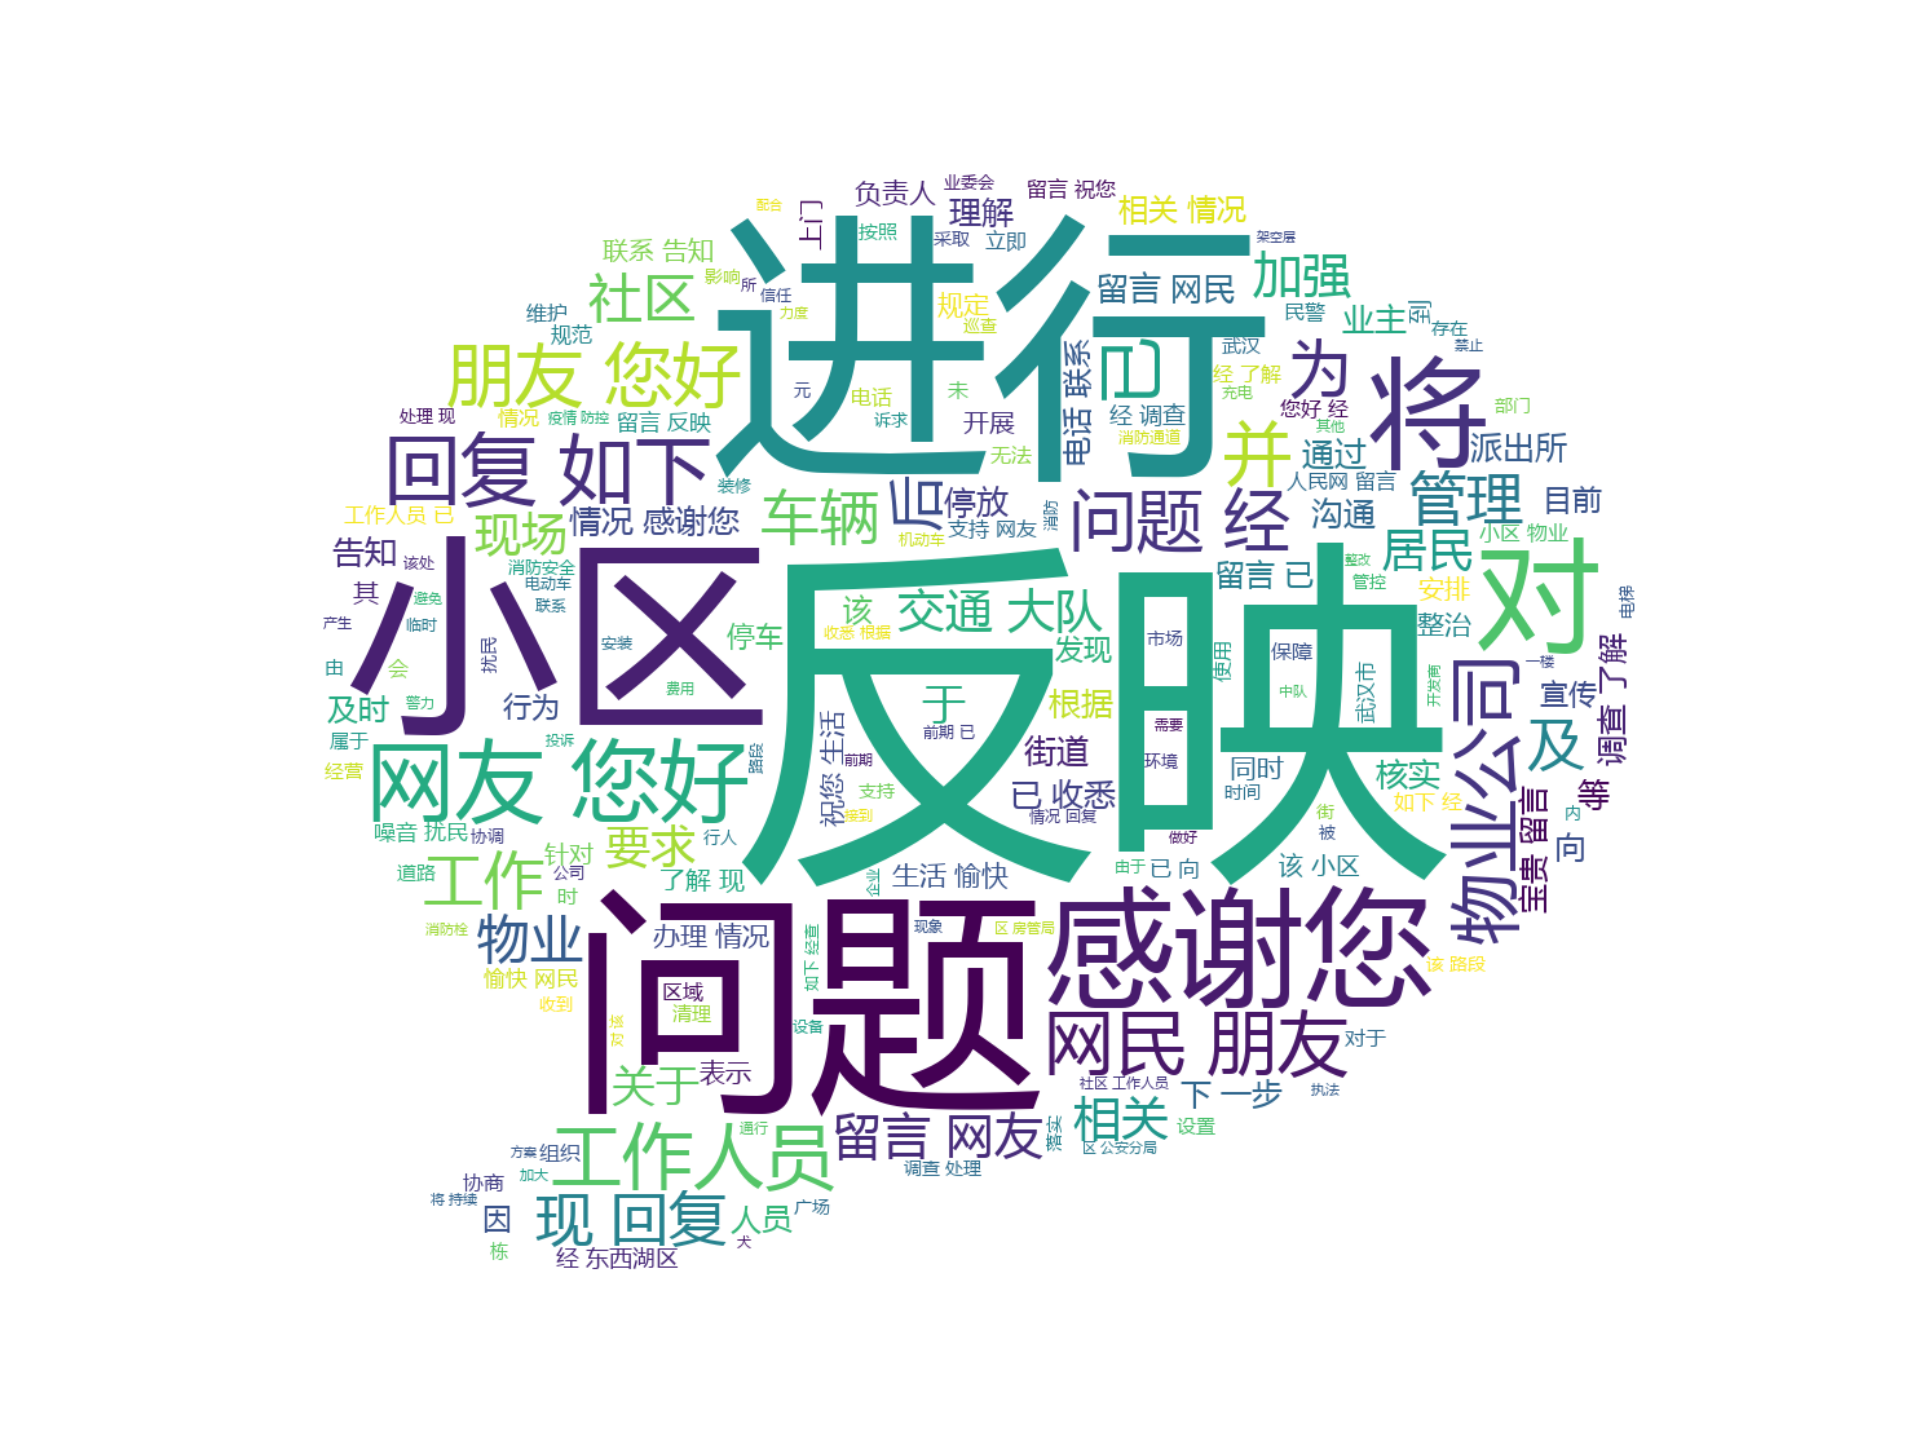 配合
上门
负责人
业委会
留言 祝您
理解
相关 情况
联系 告知
按照
采取
立即
架空层
进行
社区
影响
所
信任
力度
规定
巡查
留言 网民
加强
维护
规范
民警
业主
到
存在
禁止
朋友 您好
元
电话
未
诉求
开展
无法
电话 联系
已
武汉
经 了解
充电
为
将
处理 现
情况
疫情 防控
留言 反映
经 调查
消防通道
您好 经
其他
部门
回复 如下
装修
并
通过
派出所
人民网 留言
工作人员 已
现场
情况 感谢您
车辆
后
停放
支持 网友
消防
机动车
问题 经
沟通
管理
目前
告知
该处
消防安全
电动车
联系
其
避免
小区
反映
留言 已
居民
整改
管控
小区 物业
对
安排
整治
电梯
产生
临时
扰民
安装
停车
该
收悉 根据
交通 大队
发现
市场
使用
保障
由
会
费用
于
根据
中队
武汉市
开发商
一楼
宣传
调查 了解
及时
警力
行为
属于
投诉
路段
祝您 生活
前期 已
前期
街道
需要
环境
同时
核实
物业公司
及
等
经营
网友 您好
支持
接到
已 收悉
情况 回复
时间
如下 经
宝贵 留言
内
向
噪音 扰民
协调
要求
行人
做好
街
被
道路
工作
针对
公司
时
了解 现
企业
生活 愉快
由于
已 向
该 小区
消防栓
物业
办理 情况
如下 经查
现象
区 房管局
感谢您
该 路段
愉快 网民
收到
区域
清理
问题
设备
网民 朋友
对于
关于
表示
社区 工作人员
下 一步
执法
工作人员
通行
留言 网友
落实
相关
设置
区 公安分局
方案
组织
加大
调查 处理
协商
将 持续
因
现 回复
人员
广场
栋
犬
经 东西湖区